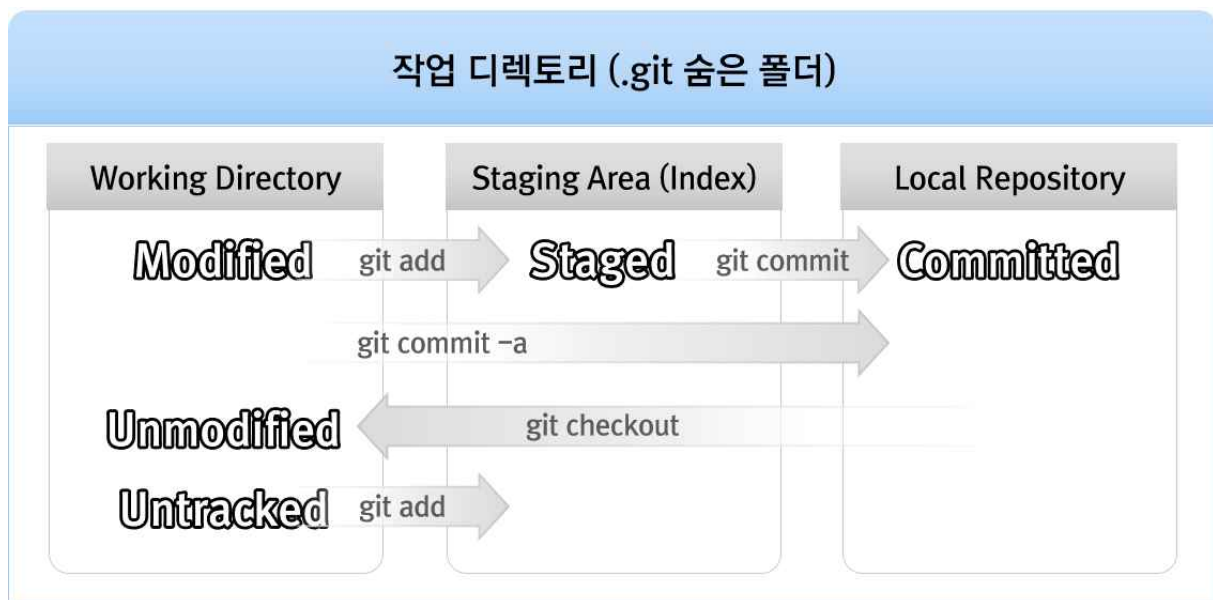 작업 디렉토리 (.git 숨은 폴더)
Working Directory
Staging Area (Index)
Local Repository
Modified
git add
Staged
git commit
Committed
git commit –a
Unmodified
git checkout
Untracked
git add